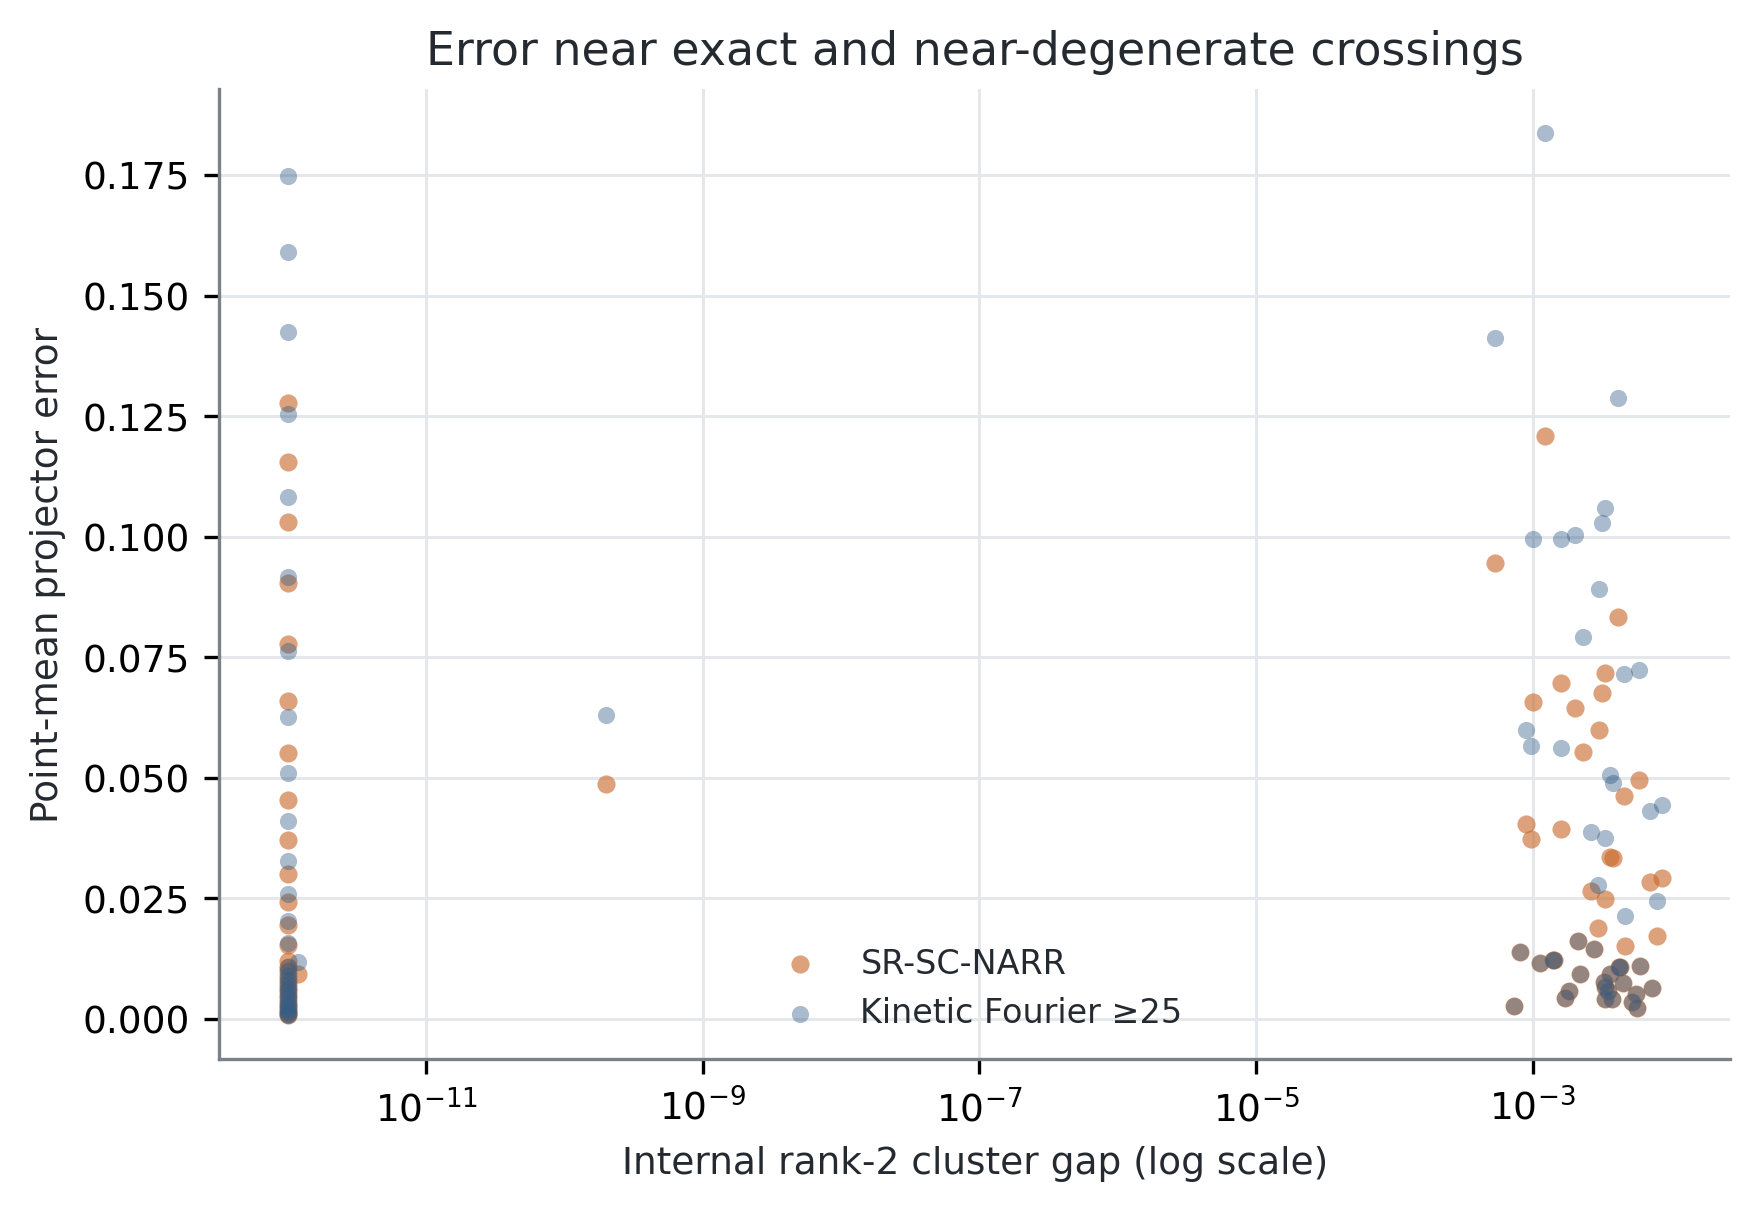 Error near exact and near-degenerate crossings
Point-mean projector error
0.175
0.150
0.125
0.100
0.075
0.050
0.025
0.000
SR-SC-NARR
Kinetic Fourier ≥25
10⁻¹¹ 10⁻⁹ 10⁻⁷ 10⁻⁵ 10⁻³
Internal rank-2 cluster gap (log scale)